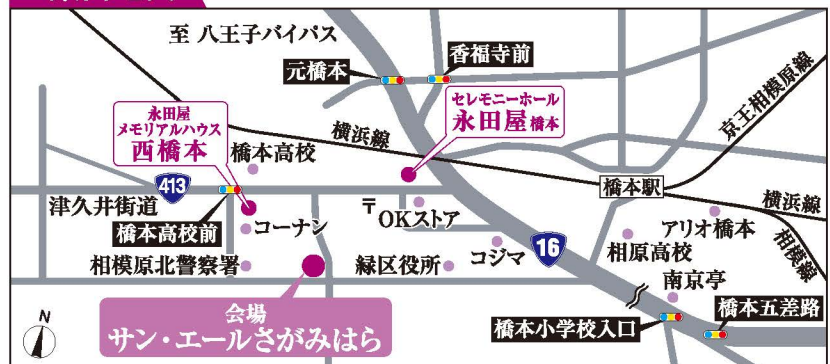 至 八王子バイパス
元橋本
香福寺前
永田屋
メモリアルハウス
西橋本
セレモニーホール
永田屋 橋本
横浜線
京王相模原線
橋本高校
413
津久井街道
橋本高校前
橋本駅
横浜線
相模線
〒
OKストア
コーナン
アリオ橋本
相原高校
16
コジマ
相模原北警察署
緑区役所
南京亭
会場
サン・エールさがみはら
橋本小学校入口
橋本五差路
N